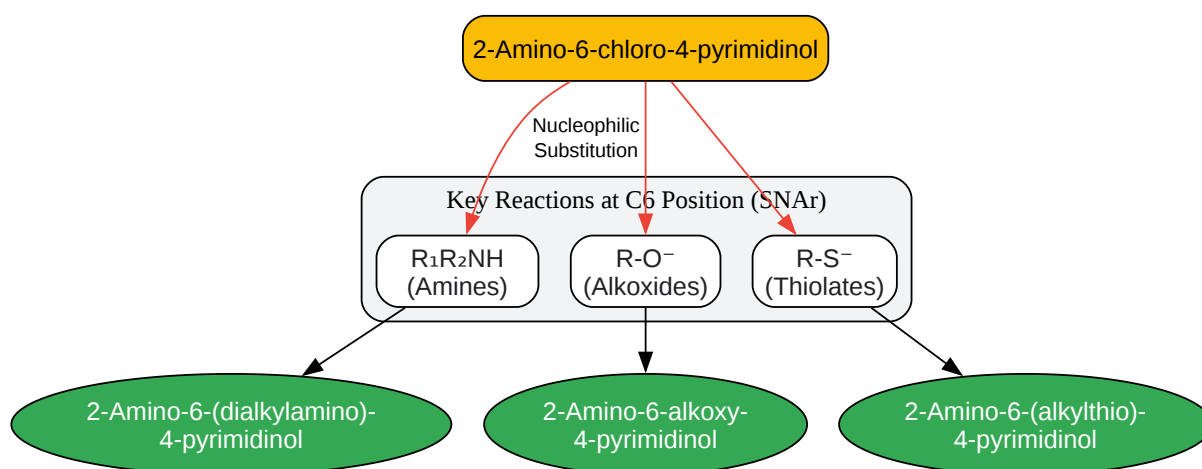 2-Amino-6-chloro-4-pyrimidinol
Nucleophilic
Substitution
Key Reactions at C6 Position (SNAr)
R₁R₂NH
(Amines)
R-O⁻
(Alkoxides)
R-S⁻
(Thiolates)
2-Amino-6-(dialkylamino)-
4-pyrimidinol
2-Amino-6-alkoxy-
4-pyrimidinol
2-Amino-6-(alkylthio)-
4-pyrimidinol